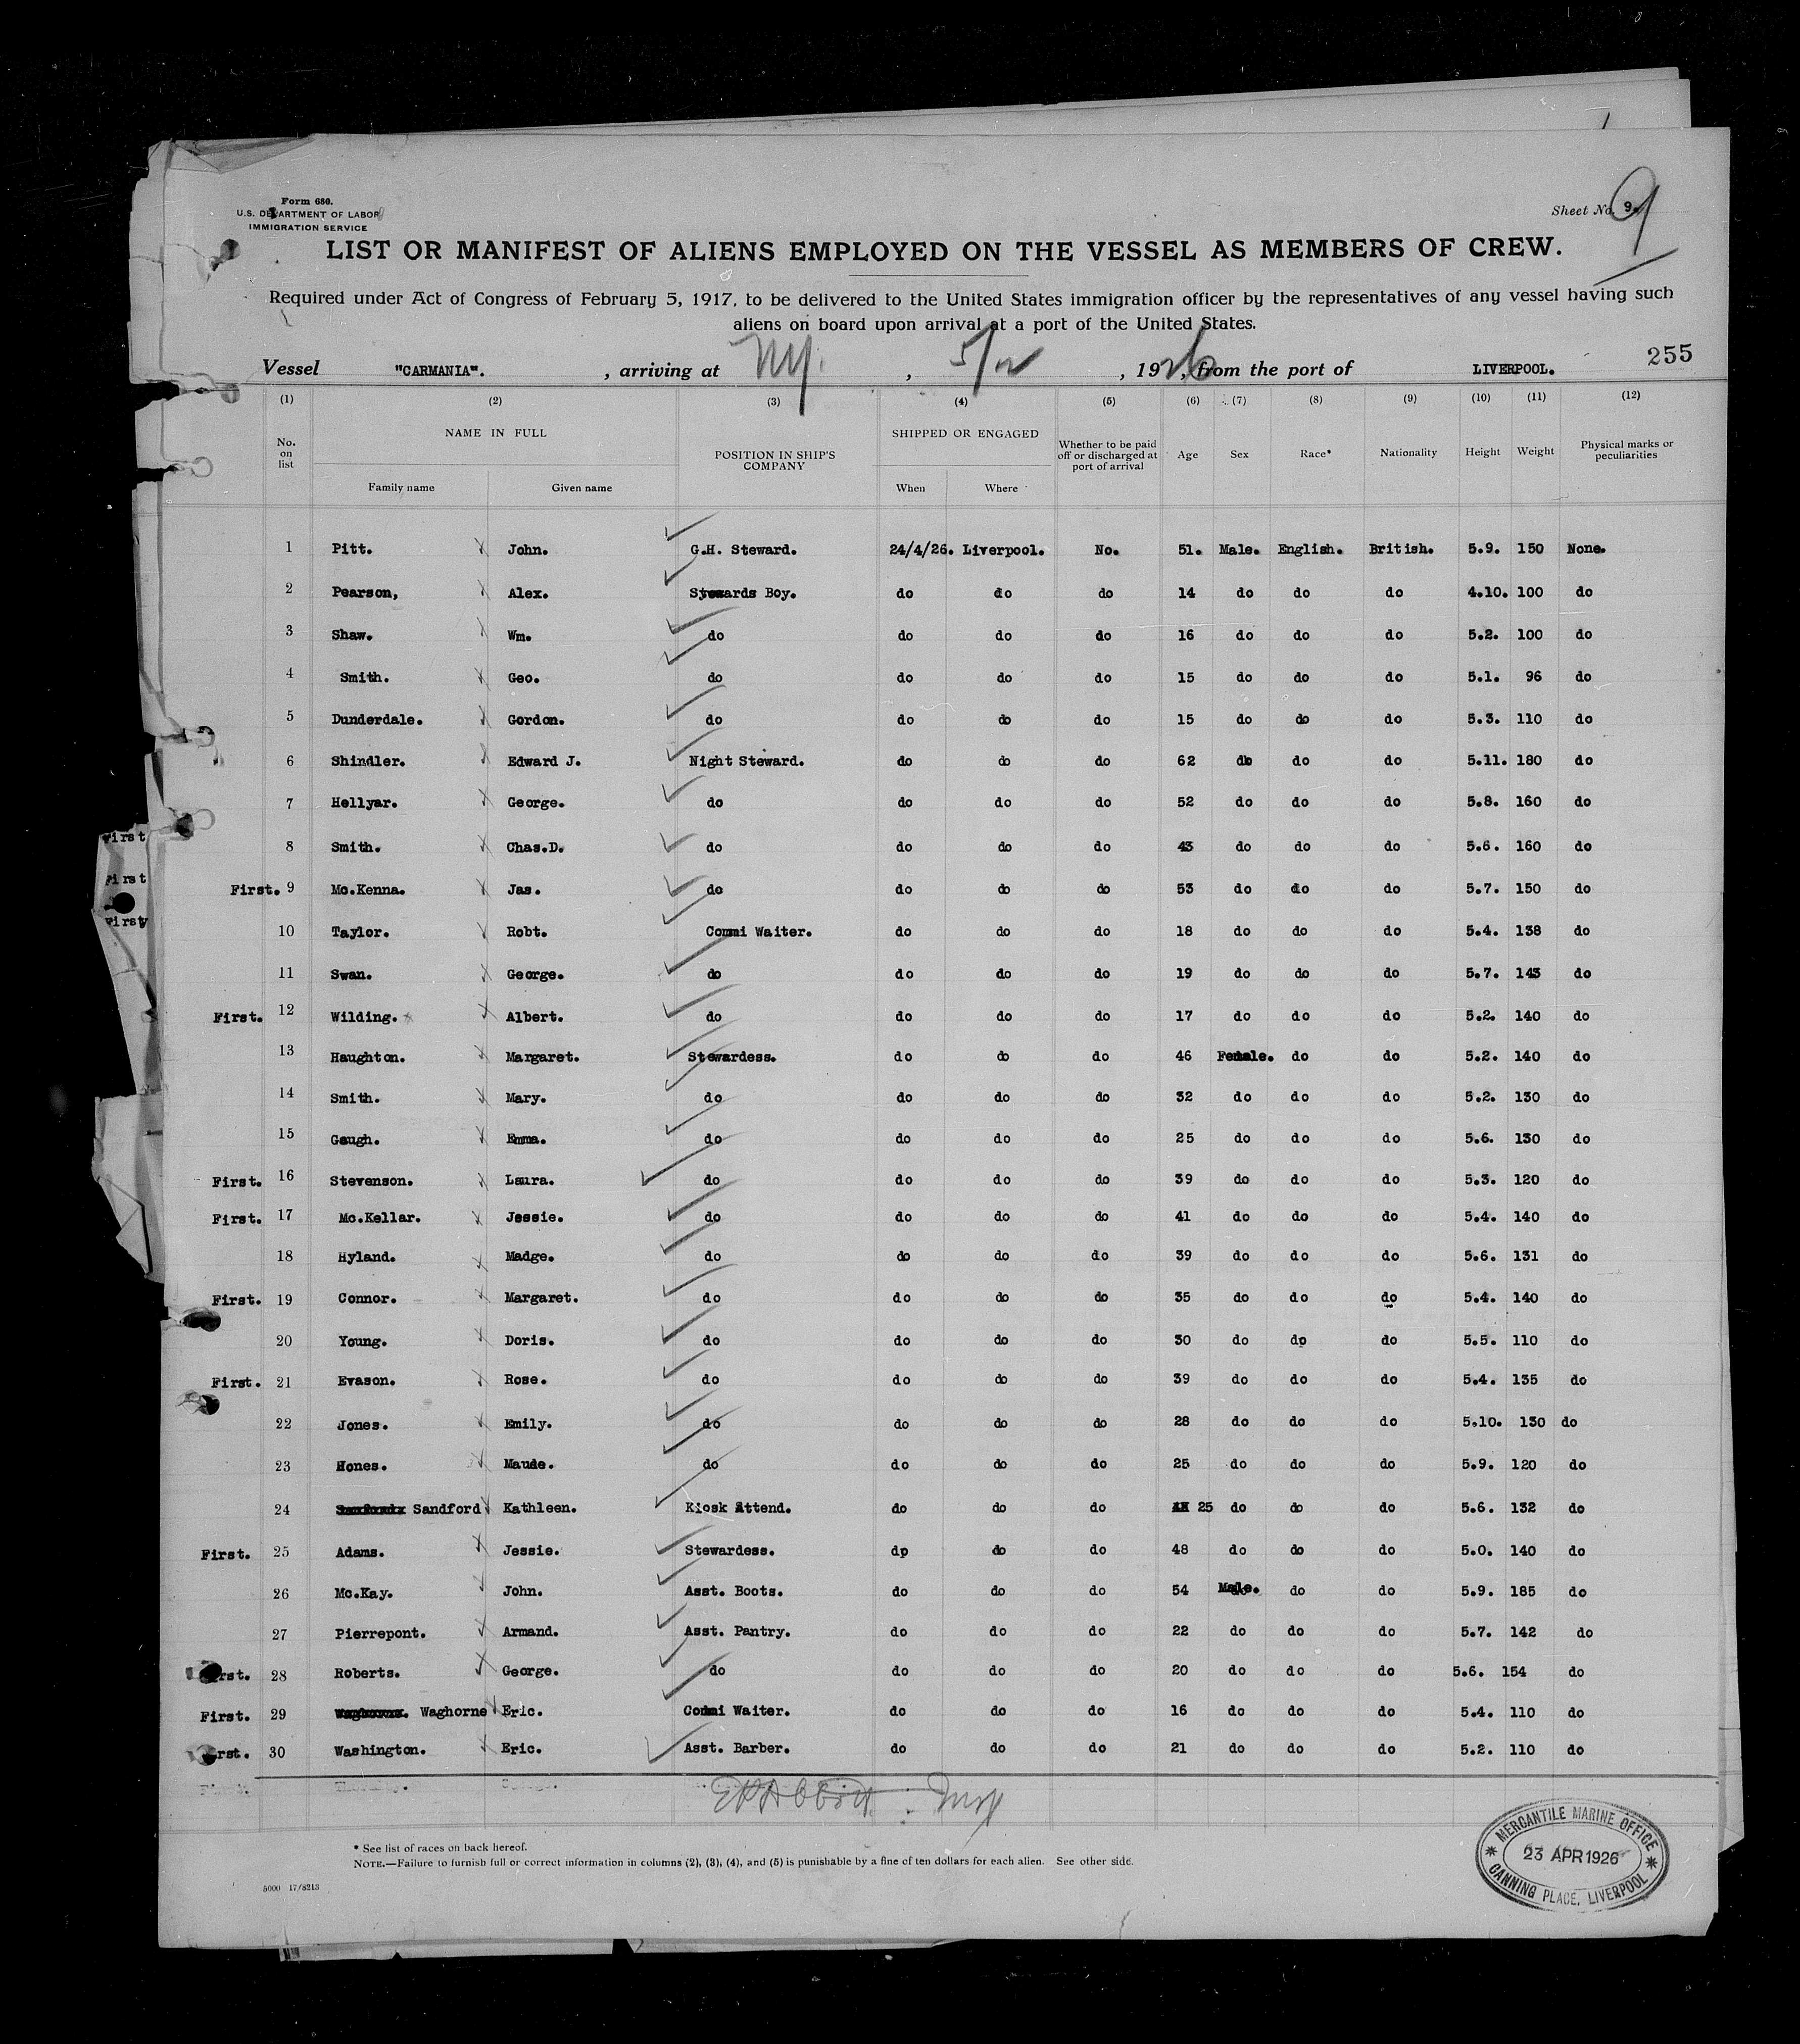 Form 680.
U.S. DEPARTMENT OF LABOR
IMMIGRATION SERVICE
Sheet No. 9.
9
LIST OR MANIFEST OF ALIENS EMPLOYED ON THE VESSEL AS MEMBERS OF CREW.
Required under Act of Congress of February 5, 1917, to be delivered to the United States immigration officer by the representatives of any vessel having such
aliens on board upon arrival at a port of the United States.
255
Vessel "CARMANIA". , arriving at NY. , 5/2 , 1926, from the port of LIVERPOOL.
(1) (2) (3) (4) (5) (6) (7) (8) (9) (10) (11) (12)
No. on list NAME IN FULL POSITION IN SHIP'S COMPANY SHIPPED OR ENGAGED Whether to be paid off or discharged at port of arrival Age Sex Race* Nationality Height Weight Physical marks or peculiarities
Family name Given name When Where
1 Pitt. John. G.H. Steward. 24/4/26. Liverpool. No. 51. Male. English. British. 5.9. 150 None.
2 Pearson, Alex. Stewards Boy. do do do 14 do do do 4.10. 100 do
3 Shaw. Wm. do do do do 16 do do do 5.2. 100 do
4 Smith. Geo. do do do do 15 do do do 5.1. 96 do
5 Dunderdale. Gordon. do do do do 15 do do do 5.3. 110 do
6 Shindler. Edward J. Night Steward. do do do 62 do do do 5.11. 180 do
7 Hellyar. George. do do do do 52 do do do 5.8. 160 do
First
8 Smith. Chas.D. do do do do 43 do do do 5.6. 160 do
First
First. 9 Mc.Kenna. Jas. do do do do 53 do do do 5.7. 150 do
First
10 Taylor. Robt. Commi Waiter. do do do 18 do do do 5.4. 138 do
11 Swan. George. do do do do 19 do do do 5.7. 143 do
First. 12 Wilding. Albert. do do do do 17 do do do 5.2. 140 do
13 Haughton. Margaret. Stewardess. do do do 46 Female. do do 5.2. 140 do
14 Smith. Mary. do do do do 32 do do do 5.2. 130 do
15 Gough. Emma. do do do do 25 do do do 5.6. 130 do
First. 16 Stevenson. Laura. do do do do 39 do do do 5.3. 120 do
First. 17 Mc.Kellar. Jessie. do do do do 41 do do do 5.4. 140 do
18 Hyland. Madge. do do do do 39 do do do 5.6. 131 do
First. 19 Connor. Margaret. do do do do 35 do do do 5.4. 140 do
20 Young. Doris. do do do do 30 do do do 5.5. 110 do
First. 21 Evason. Rose. do do do do 39 do do do 5.4. 135 do
22 Jones. Emily. do do do do 28 do do do 5.10. 130 do
23 Hones. Maude. do do do do 25 do do do 5.9. 120 do
24 Sandford Kathleen. Kiosk Attend. do do do 25 do do do 5.6. 132 do
First. 25 Adams. Jessie. Stewardess. dp do do 48 do do do 5.0. 140 do
26 Mc.Kay. John. Asst. Boots. do do do 54 Male. do do 5.9. 185 do
27 Pierrepont. Armand. Asst. Pantry. do do do 22 do do do 5.7. 142 do
First. 28 Roberts. George. do do do do 20 do do do 5.6. 154 do
First. 29 Waghorne Eric. Commi Waiter. do do do 16 do do do 5.4. 110 do
First. 30 Washington. Eric. Asst. Barber. do do do 21 do do do 5.2. 110 do
* See list of races on back hereof.
NOTE.—Failure to furnish full or correct information in columns (2), (3), (4), and (5) is punishable by a fine of ten dollars for each alien. See other side.
5000 17/8213
MERCANTILE MARINE OFFICE
23 APR 1926
CANNING PLACE, LIVERPOOL